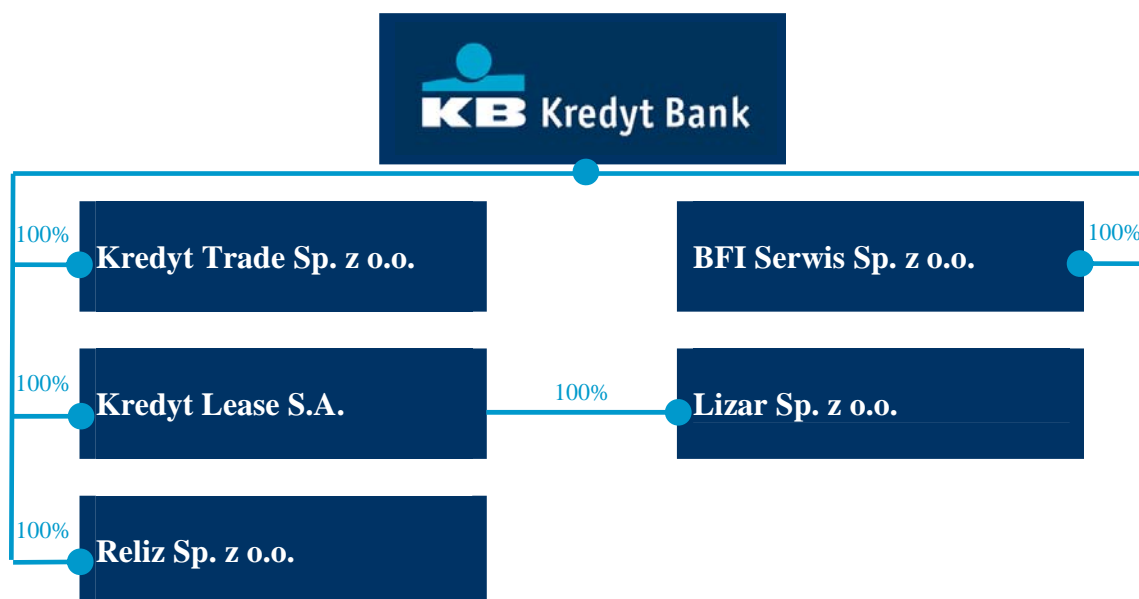 KB Kredyt Bank
100%
Kredyt Trade Sp. z o.o.
BFI Serwis Sp. z o.o.
100%
100%
Kredyt Lease S.A.
100%
Lizar Sp. z o.o.
100%
Reliz Sp. z o.o.